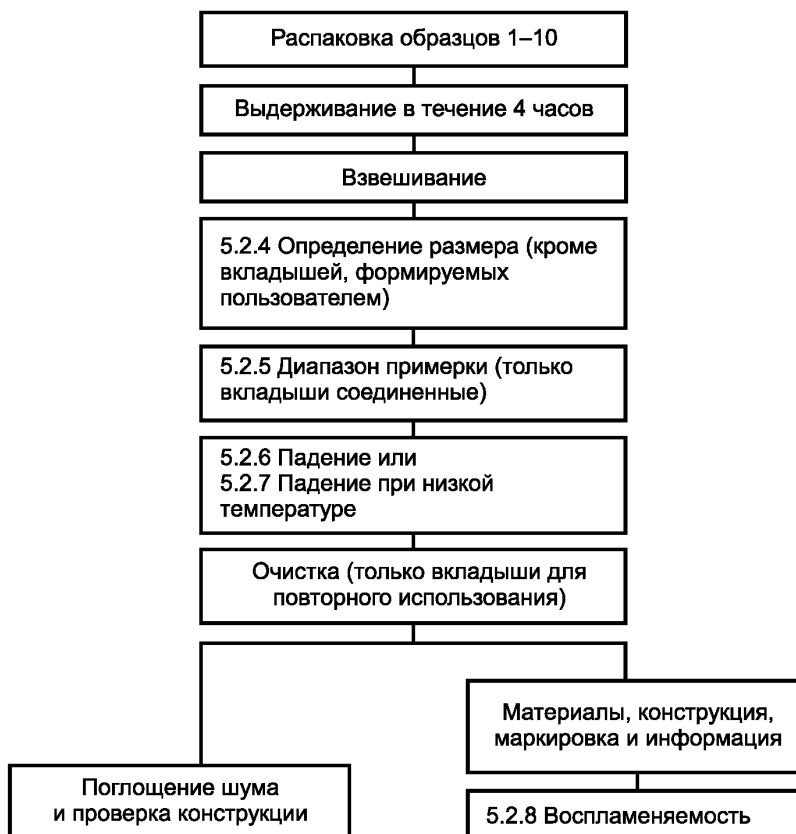 Распаковка образцов 1–10
Выдерживание в течение 4 часов
Взвешивание
5.2.4 Определение размера (кроме
вкладышей, формируемых
пользователем)
5.2.5 Диапазон примерки (только
вкладыши соединенные)
5.2.6 Падение или
5.2.7 Падение при низкой
температуре
Очистка (только вкладыши для
повторного использования)
Материалы, конструкция,
маркировка и информация
Поглощение шума
и проверка конструкции
5.2.8 Воспламеняемость